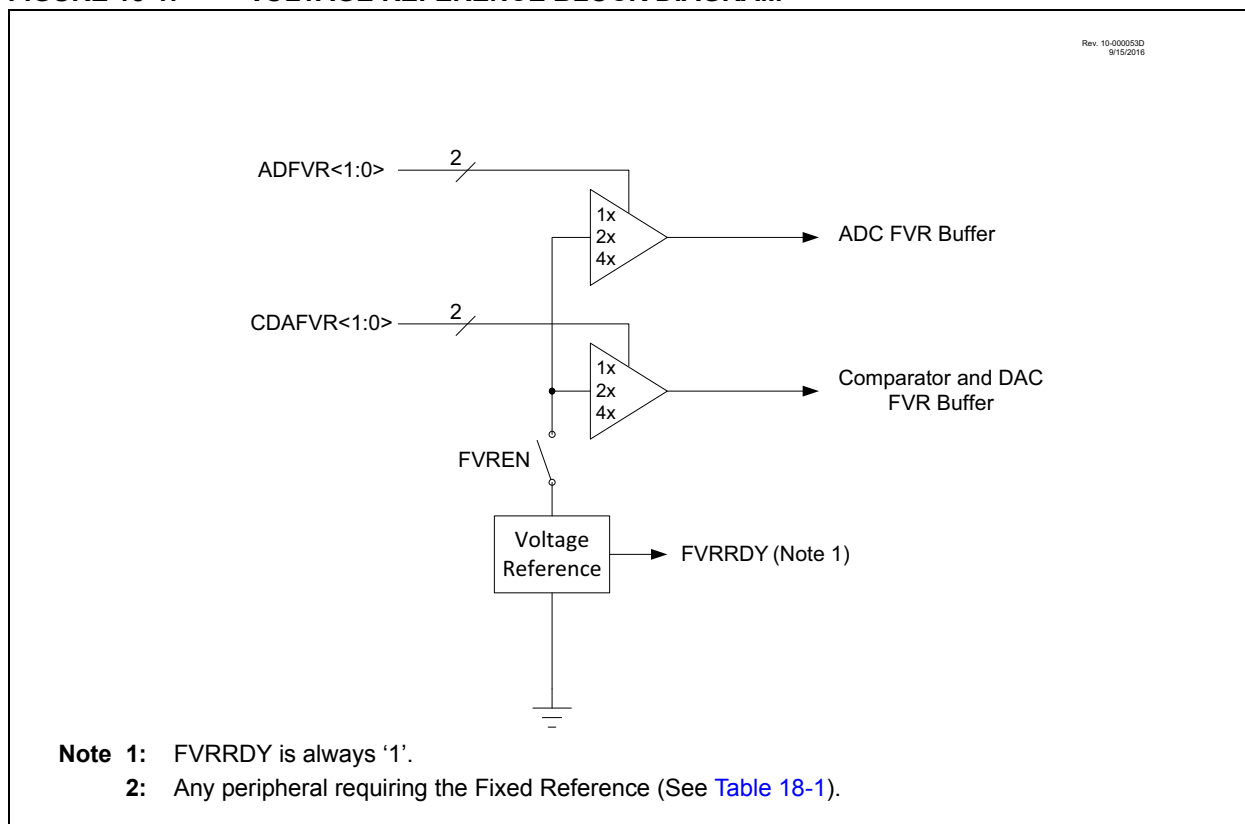 Rev. 10-000053D
9/15/2016
ADFVR<1:0>
2
1x
2x
4x
ADC FVR Buffer
CDAFVR<1:0>
2
1x
2x
4x
Comparator and DAC
FVR Buffer
FVREN
Voltage
Reference
FVRRDY (Note 1)
Note 1: FVRRDY is always ‘1’.
2: Any peripheral requiring the Fixed Reference (See Table 18-1).